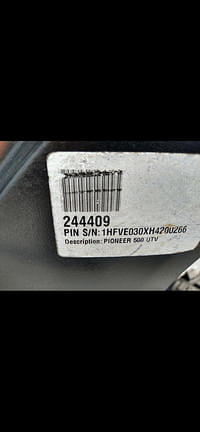 244409
PIN S/N: 1HFVE030XH4200266
Description: PIONEER 500 UTV